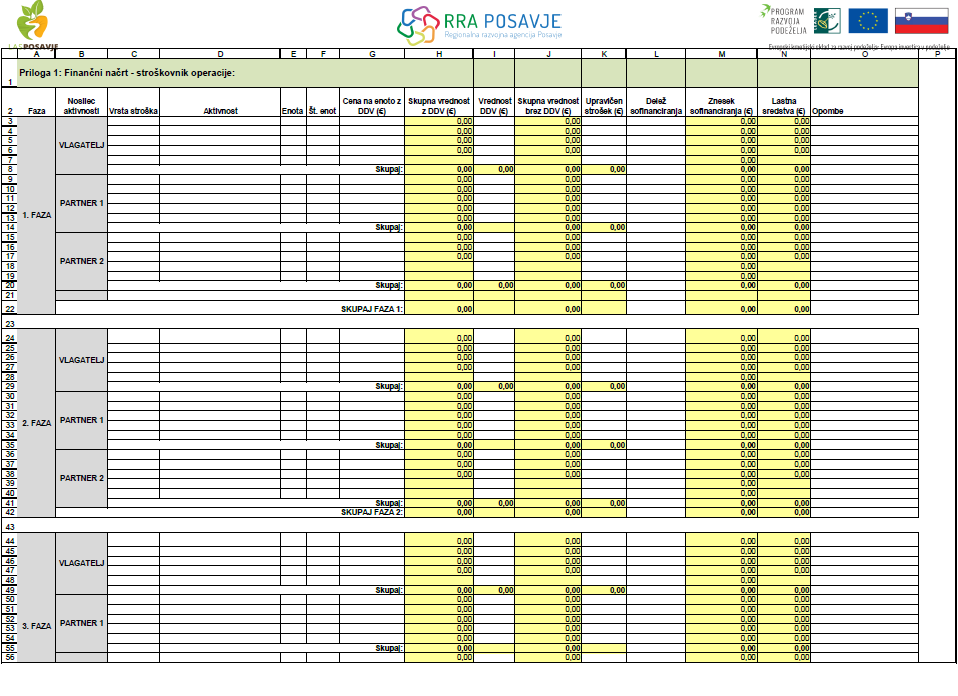 LAS POSAVJE
RRA POSAVJE
Regionalna razvojna agencija Posavje
PROGRAM
RAZVOJA
PODEŽELJA
Evropski kmetijski sklad za razvoj podeželja: Evropa investira v podeželje
A B C D E F G H I J K L M N O P
1 Priloga 1: Finančni načrt - stroškovnik operacije:
2 Faza Nosilec aktivnosti Vrsta stroška Aktivnost Enota Št. enot Cena na enoto z DDV (€) Skupna vrednost z DDV (€) Vrednost DDV (€) Skupna vrednost brez DDV (€) Upravičen strošek (€) Delež sofinanciranja Znesek sofinanciranja (€) Lastna sredstva (€) Opombe
3 0,00 0,00 0,00 0,00
4 0,00 0,00 0,00 0,00
5 VLAGATELJ 0,00 0,00 0,00 0,00
6 0,00 0,00 0,00 0,00
7 0,00 0,00
8 Skupaj: 0,00 0,00 0,00 0,00 0,00 0,00
9 0,00 0,00 0,00 0,00
10 0,00 0,00 0,00 0,00
11 PARTNER 1 0,00 0,00 0,00 0,00
12 0,00 0,00 0,00 0,00
13 1. FAZA 0,00 0,00 0,00 0,00
14 Skupaj: 0,00 0,00 0,00 0,00 0,00
15 0,00 0,00 0,00 0,00
16 0,00 0,00 0,00 0,00
17 PARTNER 2 0,00 0,00 0,00 0,00
18 0,00
19 0,00
20 Skupaj: 0,00 0,00 0,00 0,00 0,00 0,00
21
22 SKUPAJ FAZA 1: 0,00 0,00 0,00 0,00
23
24 0,00 0,00 0,00 0,00
25 0,00 0,00 0,00 0,00
26 VLAGATELJ 0,00 0,00 0,00 0,00
27 0,00 0,00 0,00 0,00
28 0,00
29 Skupaj: 0,00 0,00 0,00 0,00 0,00 0,00
30 0,00 0,00 0,00 0,00
31 0,00 0,00 0,00 0,00
32 PARTNER 1 0,00 0,00 0,00 0,00
33 2. FAZA 0,00 0,00 0,00 0,00
34 0,00 0,00 0,00 0,00
35 Skupaj: 0,00 0,00 0,00 0,00 0,00
36 0,00 0,00 0,00 0,00
37 0,00 0,00 0,00 0,00
38 PARTNER 2 0,00 0,00 0,00 0,00
39 0,00
40 0,00
41 Skupaj: 0,00 0,00 0,00 0,00 0,00 0,00
42 SKUPAJ FAZA 2: 0,00 0,00 0,00 0,00
43
44 0,00 0,00 0,00 0,00
45 0,00 0,00 0,00 0,00
46 VLAGATELJ 0,00 0,00 0,00 0,00
47 0,00 0,00 0,00 0,00
48 0,00
49 Skupaj: 0,00 0,00 0,00 0,00 0,00 0,00
50 0,00 0,00 0,00 0,00
51 0,00 0,00 0,00 0,00
52 PARTNER 1 0,00 0,00 0,00 0,00
53 3. FAZA 0,00 0,00 0,00 0,00
54 0,00 0,00 0,00 0,00
55 Skupaj: 0,00 0,00 0,00 0,00
56 0,00 0,00 0,00 0,00